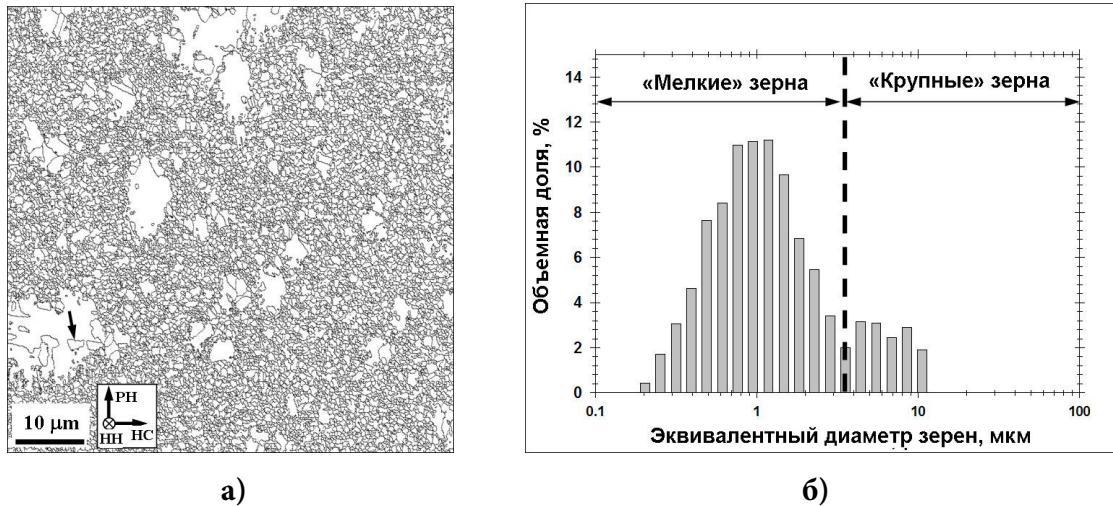 PH
HC
HH
10 μm
а)
«Мелкие» зерна
«Крупные» зерна
Объемная доля, %
14
12
10
8
6
4
2
0
0.1
1
10
100
Эквивалентный диаметр зерен, мкм
б)